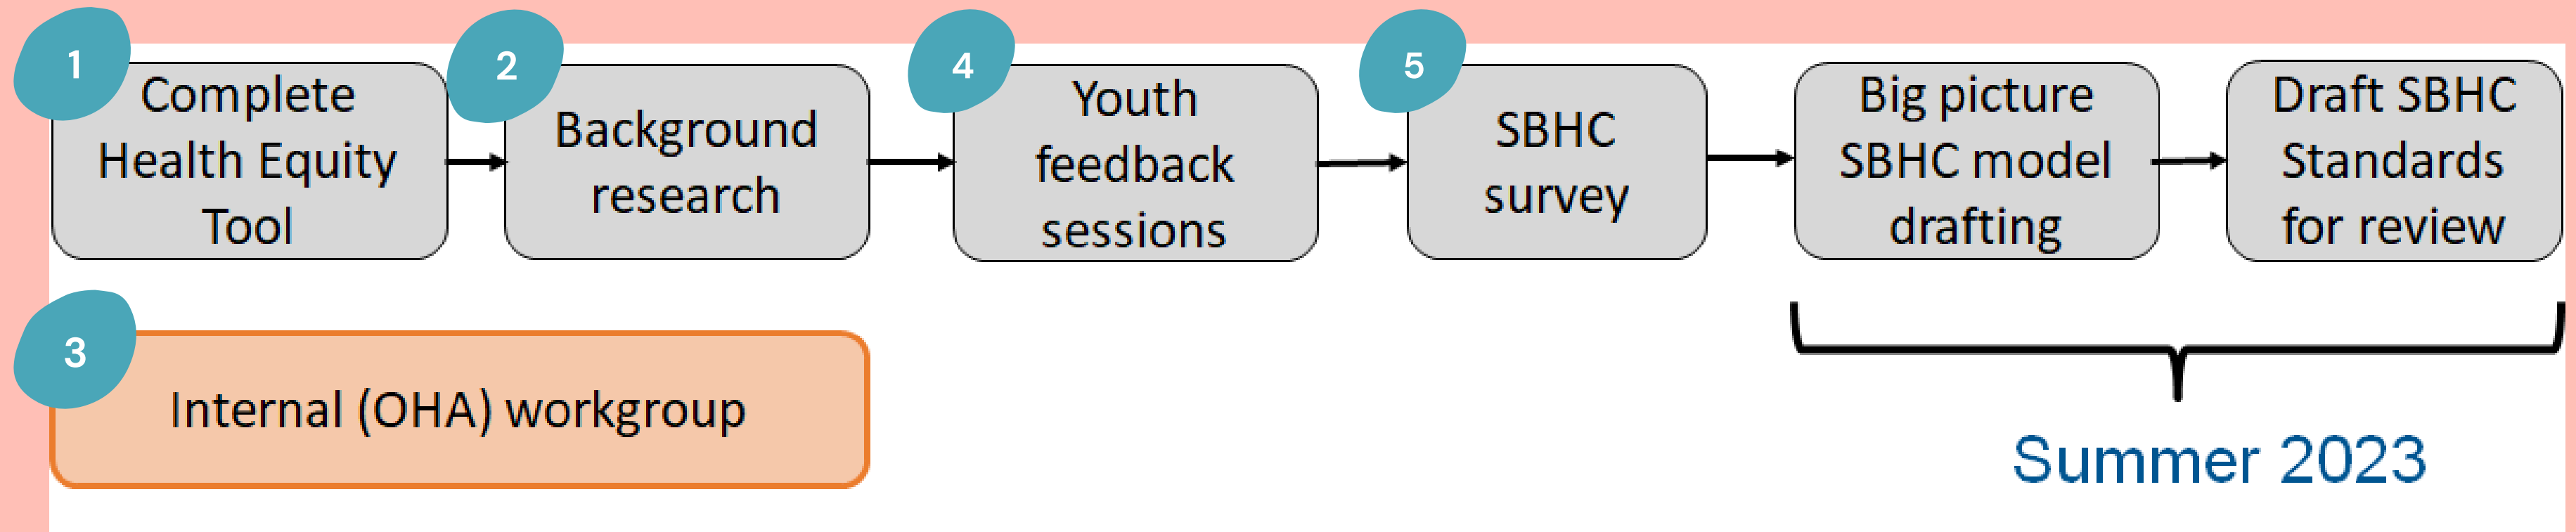 1
Complete
Health Equity
Tool
2
Background
research
4
Youth
feedback
sessions
5
SBHC
survey
Big picture
SBHC model
drafting
Draft SBHC
Standards
for review
3
Internal (OHA) workgroup
Summer 2023